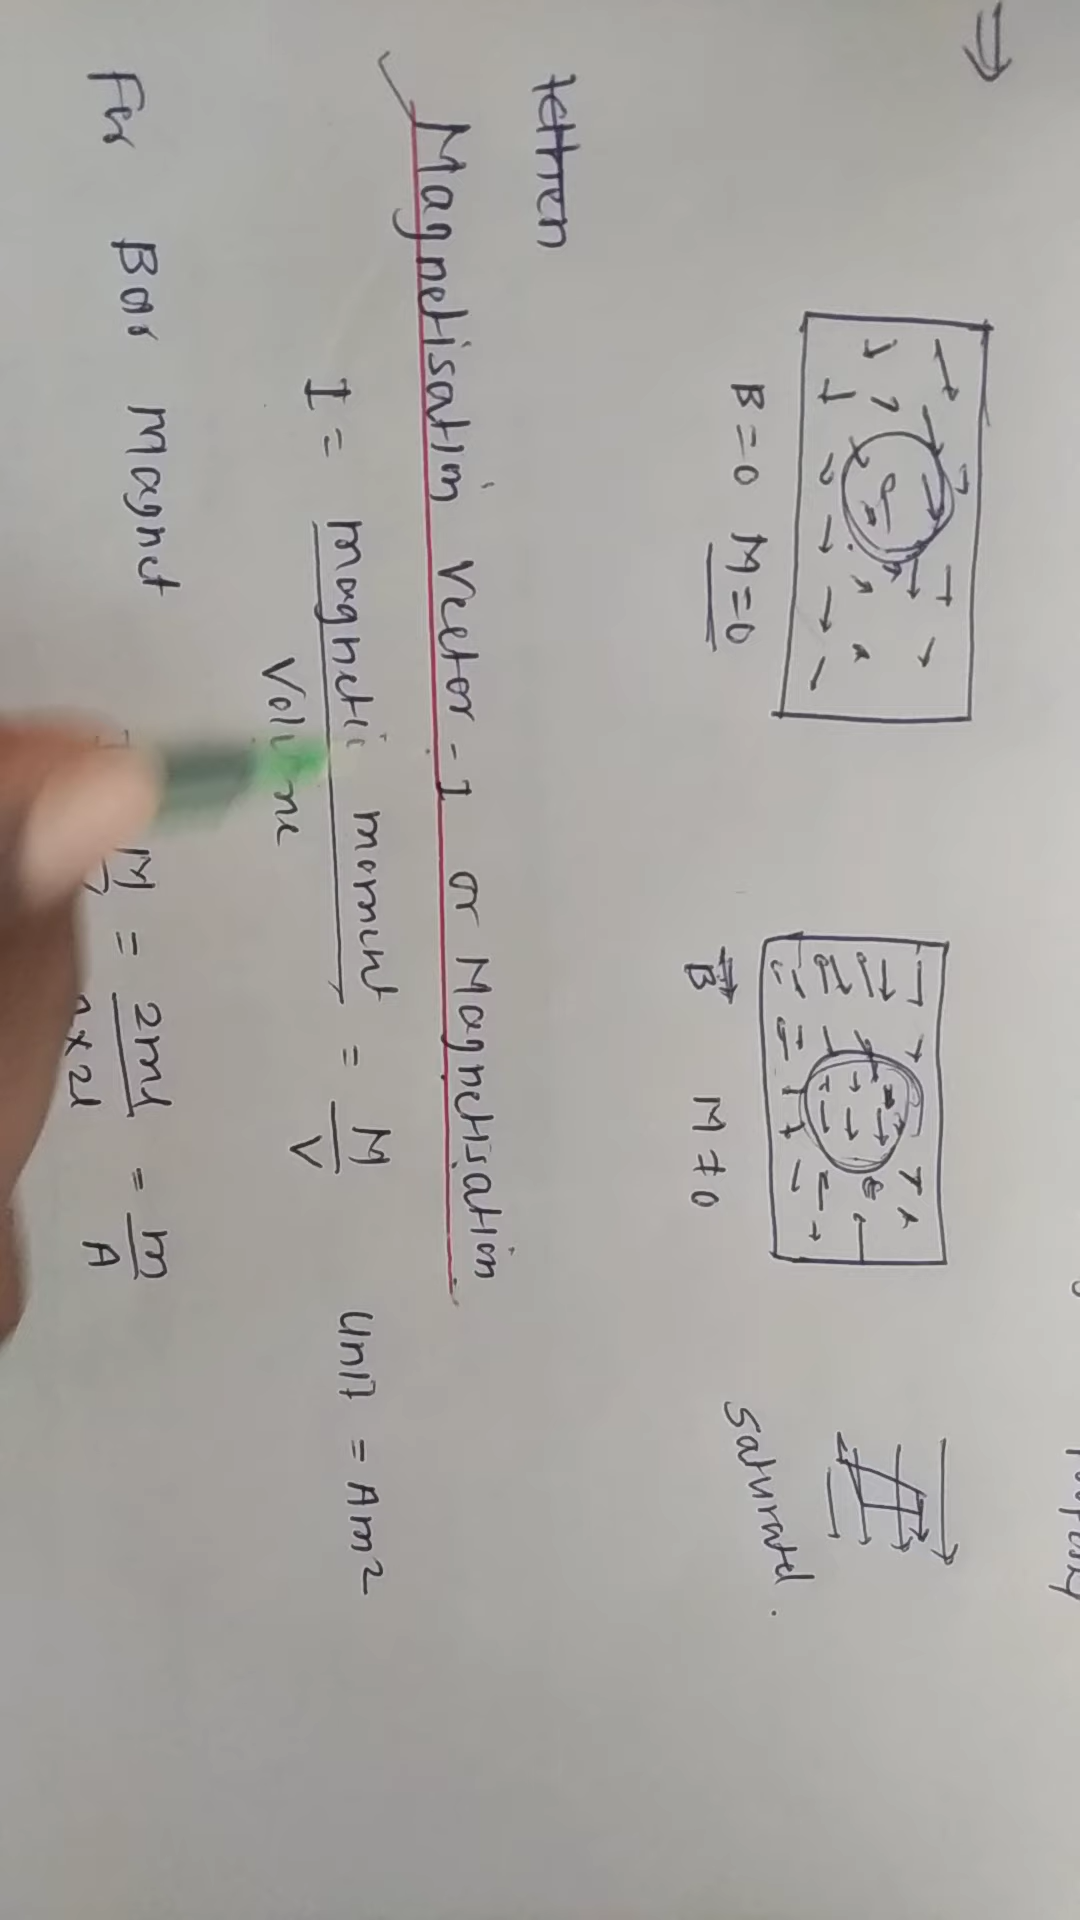 B = 0 M = 0
B M ≠ 0
Saturated.
Magnetisation Vector - I or Magnetisation
I = magnetic moment / Volume = M / V unit = Am²
For Bar Magnet M = 2ml = m / A